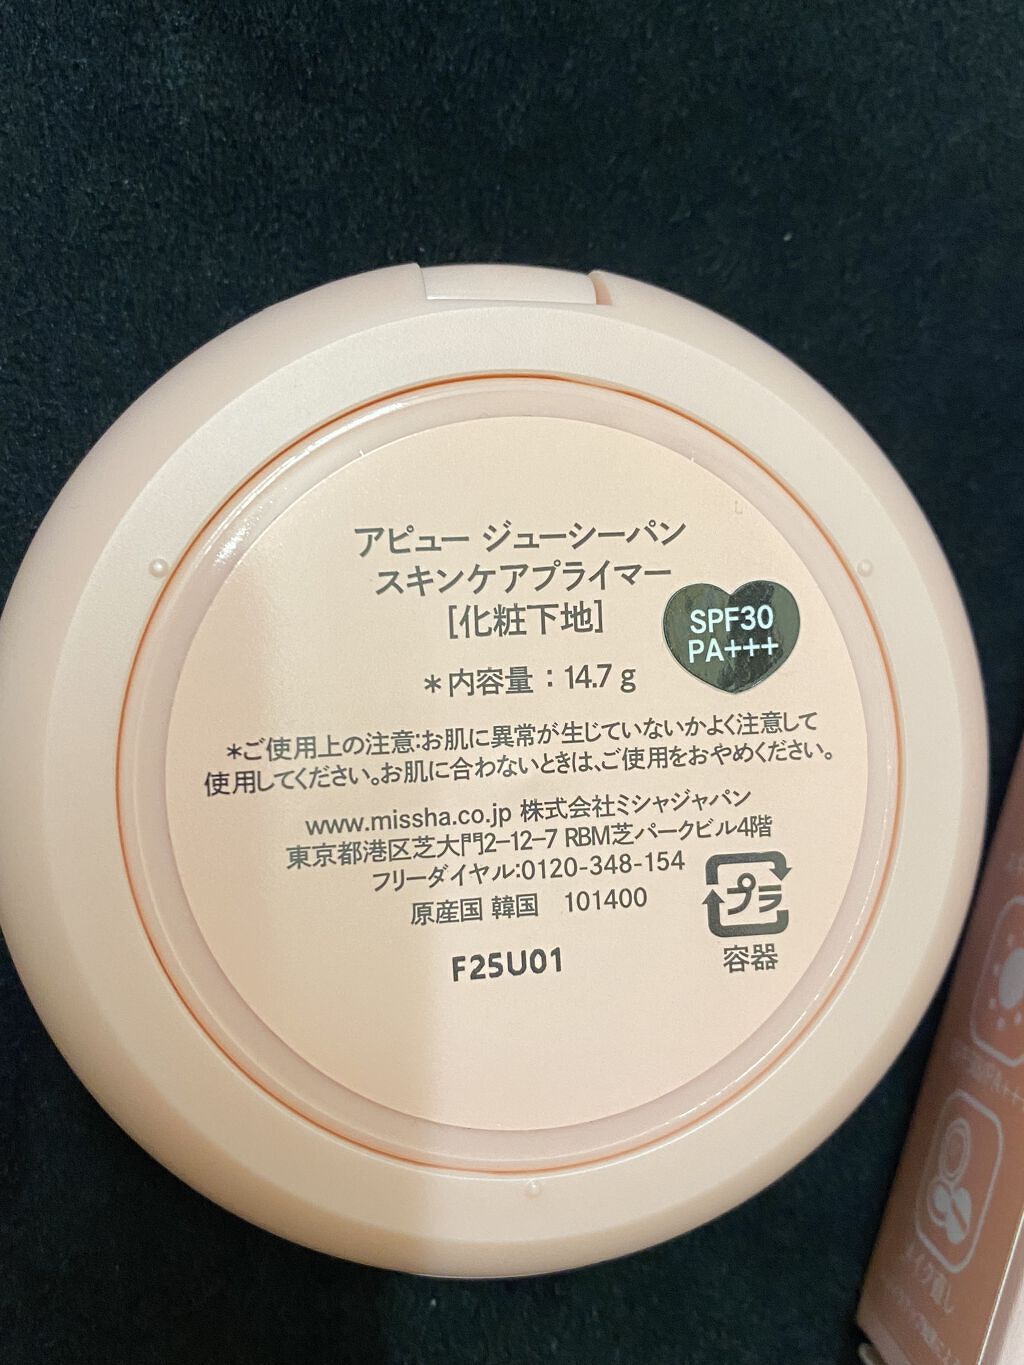 アピュー ジューシーパン
スキンケアプライマー
[化粧下地]
SPF30
PA+++
＊内容量：14.7 g
＊ご使用上の注意:お肌に異常が生じていないかよく注意して
使用してください。お肌に合わないときは、ご使用をおやめください。
www.missha.co.jp 株式会社ミシャジャパン
東京都港区芝大門2-12-7 RBM芝パークビル4階
フリーダイヤル:0120-348-154
原産国 韓国 101400
プラ
容器
F25U01
メイク直し